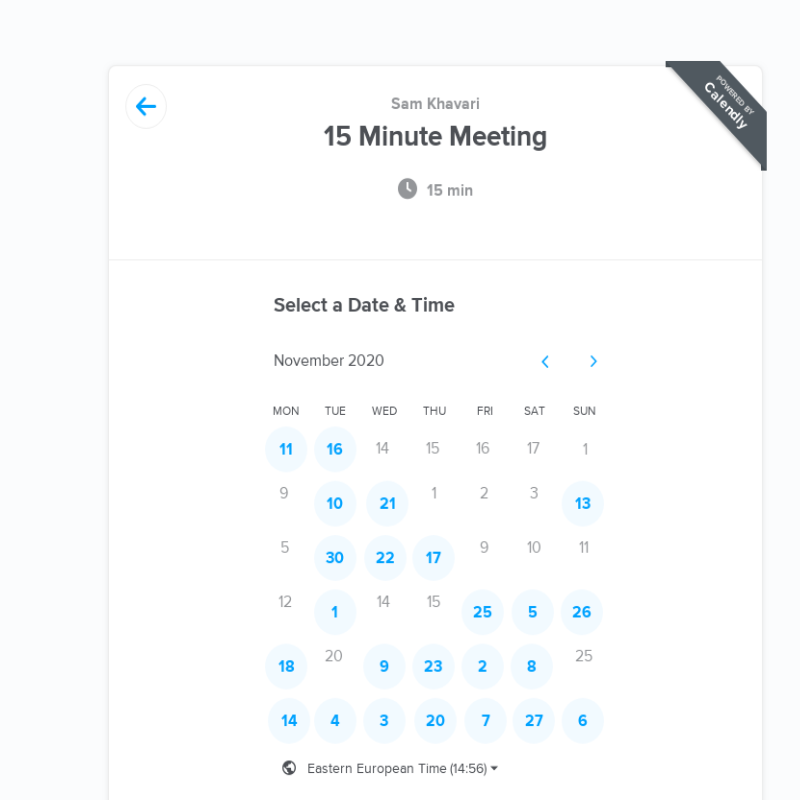 POWERED BY
Calendly
Sam Khavari
15 Minute Meeting
15 min
Select a Date & Time
November 2020
MON TUE WED THU FRI SAT SUN
11 16 14 15 16 17 1
9 10 21 1 2 3 13
5 30 22 17 9 10 11
12 1 14 15 25 5 26
18 20 9 23 2 8 25
14 4 3 20 7 27 6
Eastern European Time (14:56)